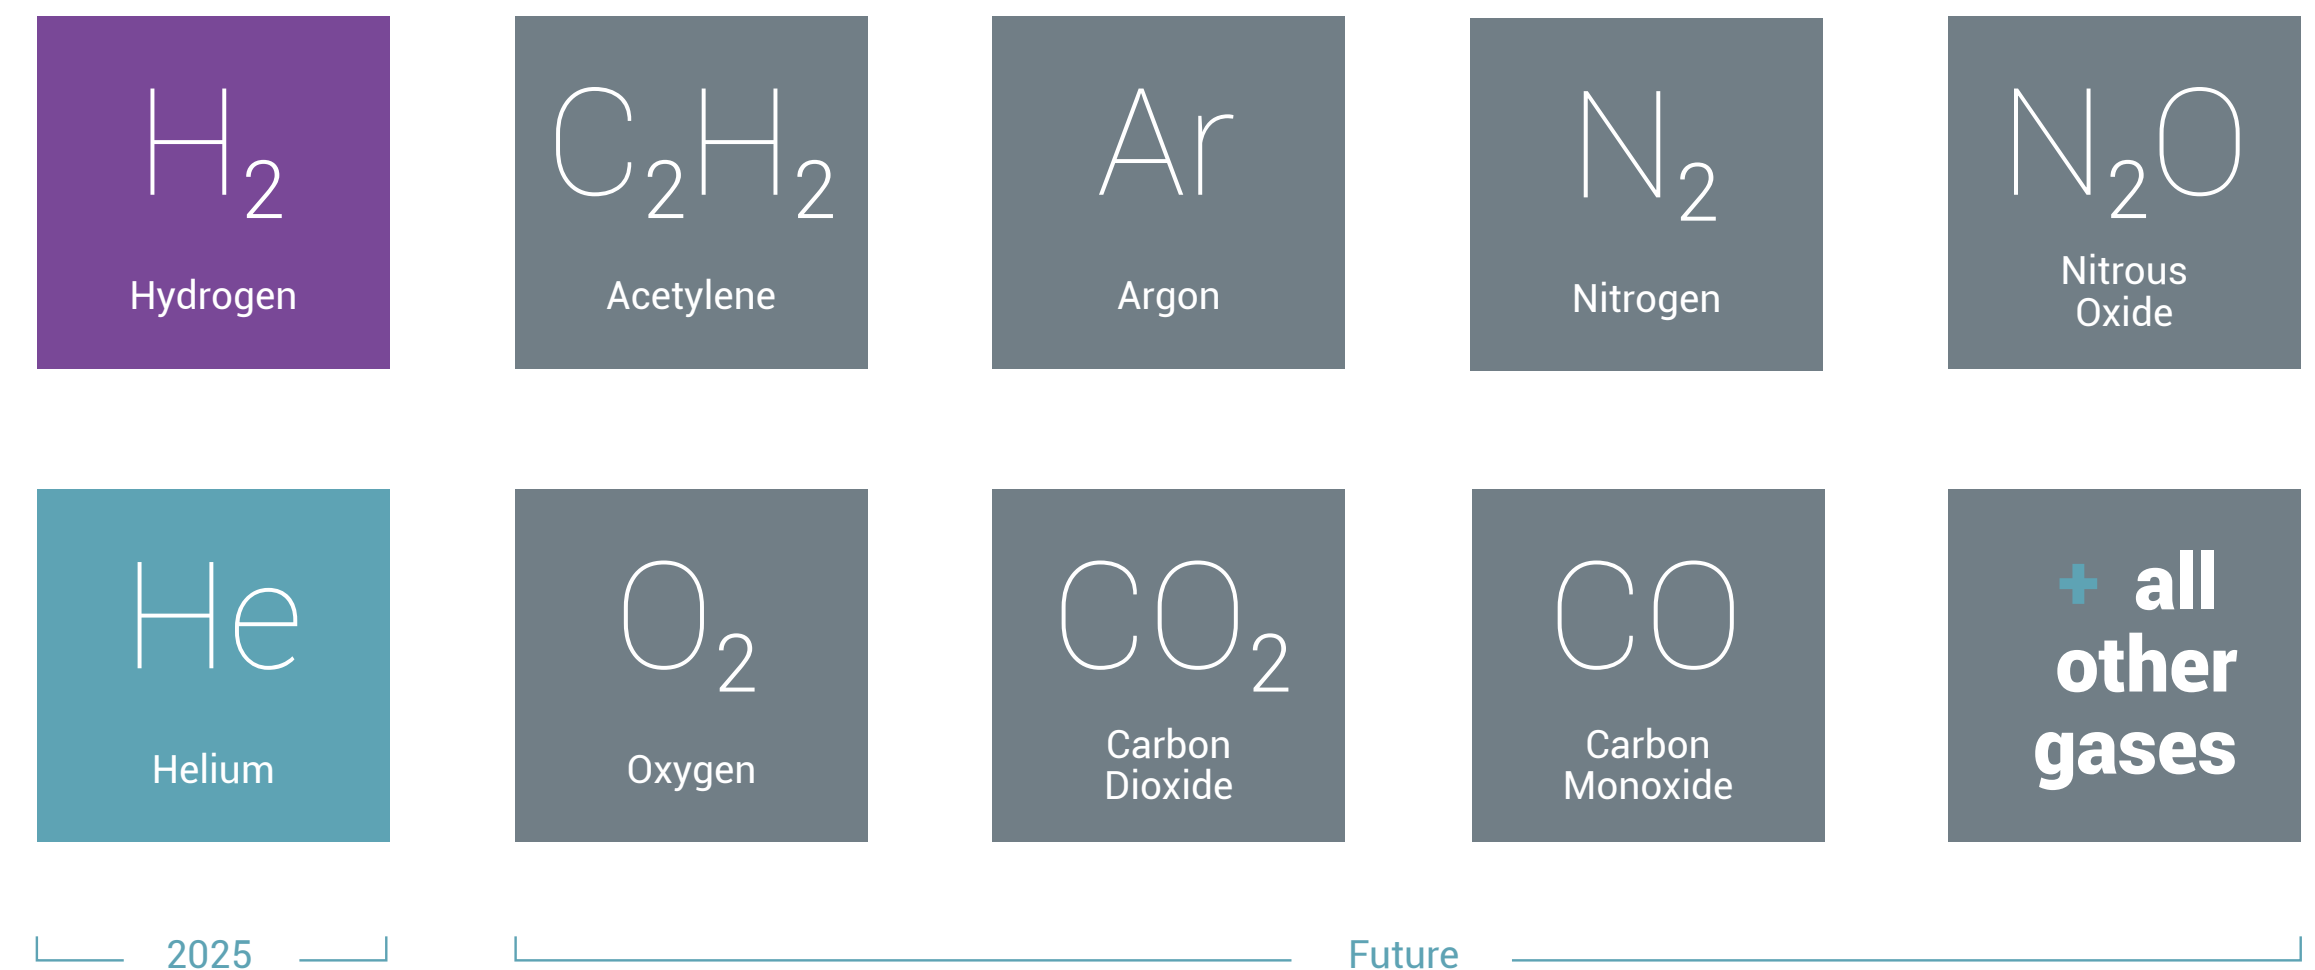 H₂
Hydrogen
C₂H₂
Acetylene
Ar
Argon
N₂
Nitrogen
N₂O
Nitrous
Oxide
He
Helium
O₂
Oxygen
CO₂
Carbon
Dioxide
CO
Carbon
Monoxide
+ all
other
gases
2025
Future